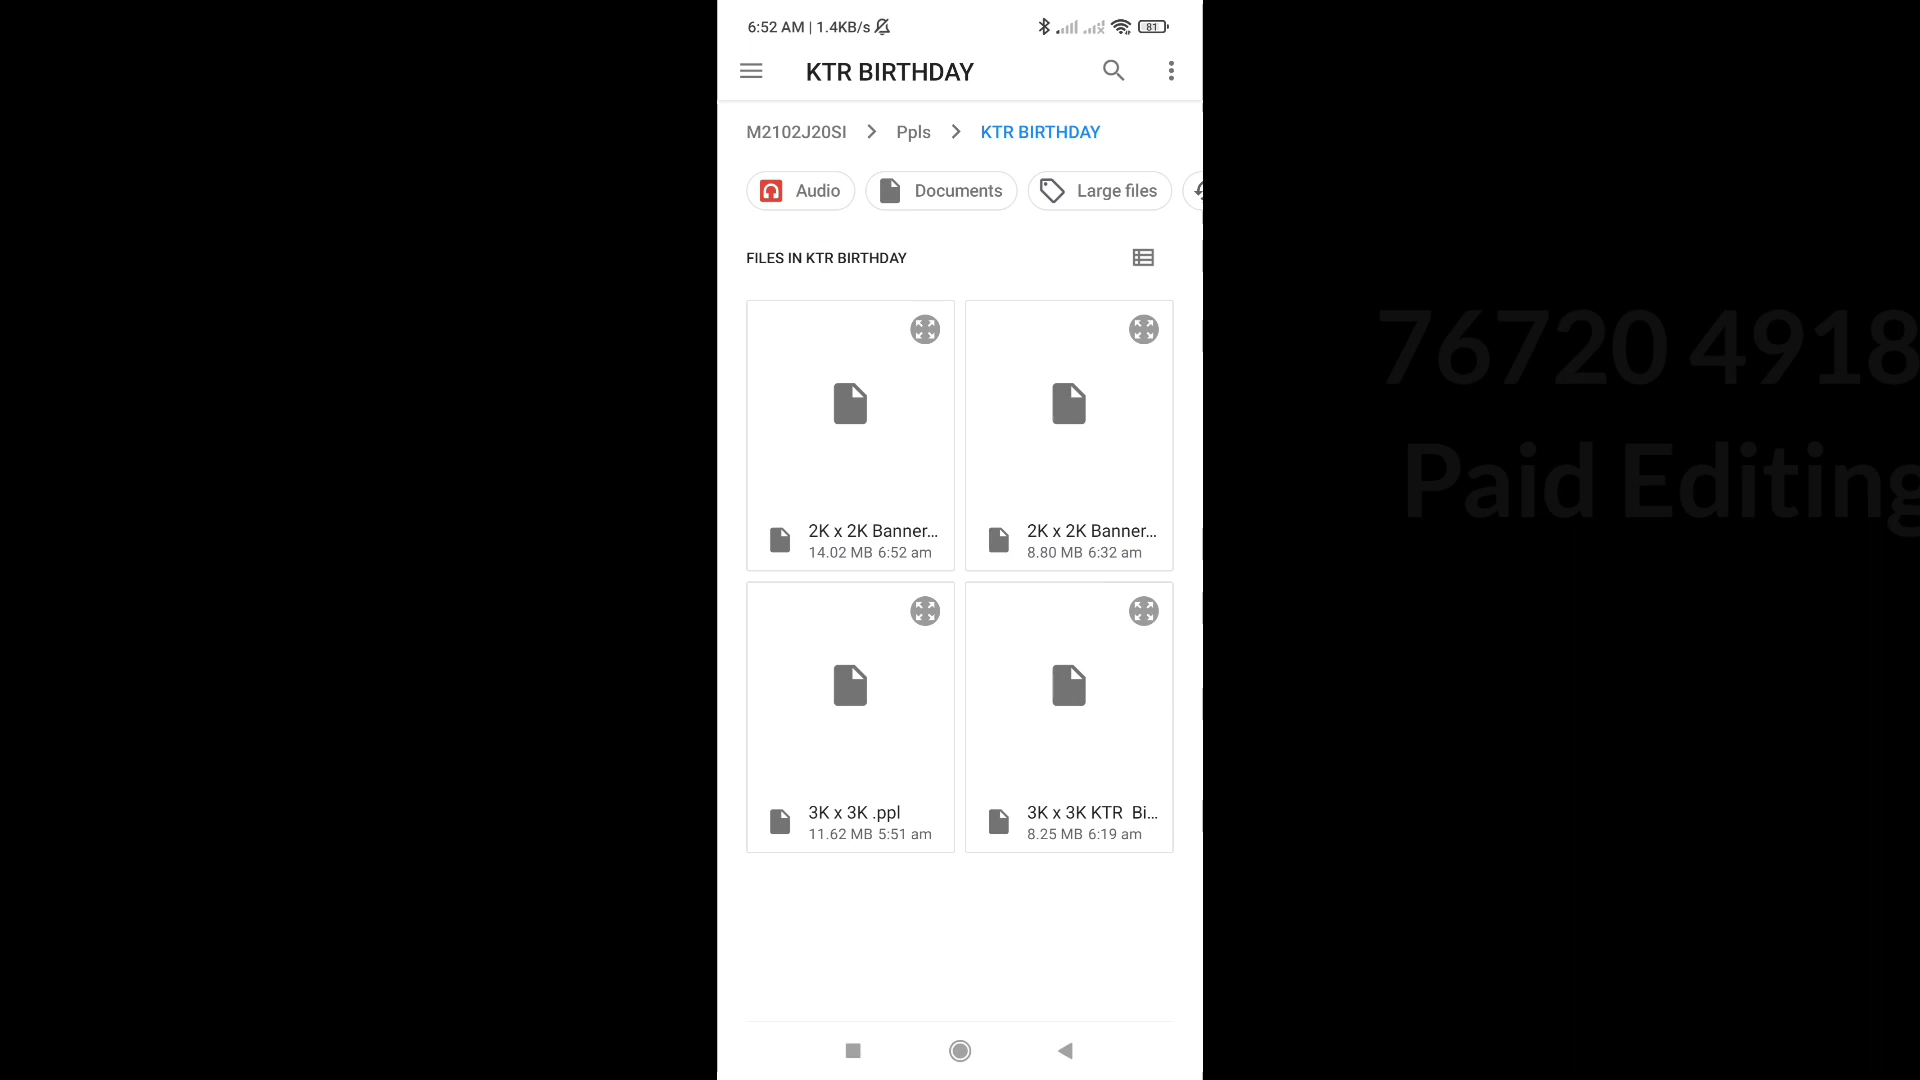 6:52 AM | 1.4KB/s
81
KTR BIRTHDAY
M2102J20SI > Ppls > KTR BIRTHDAY
Audio
Documents
Large files
FILES IN KTR BIRTHDAY
2K x 2K Banner...
14.02 MB 6:52 am
2K x 2K Banner...
8.80 MB 6:32 am
3K x 3K .ppl
11.62 MB 5:51 am
3K x 3K KTR  Bi...
8.25 MB 6:19 am
76720 4918
Paid Editing